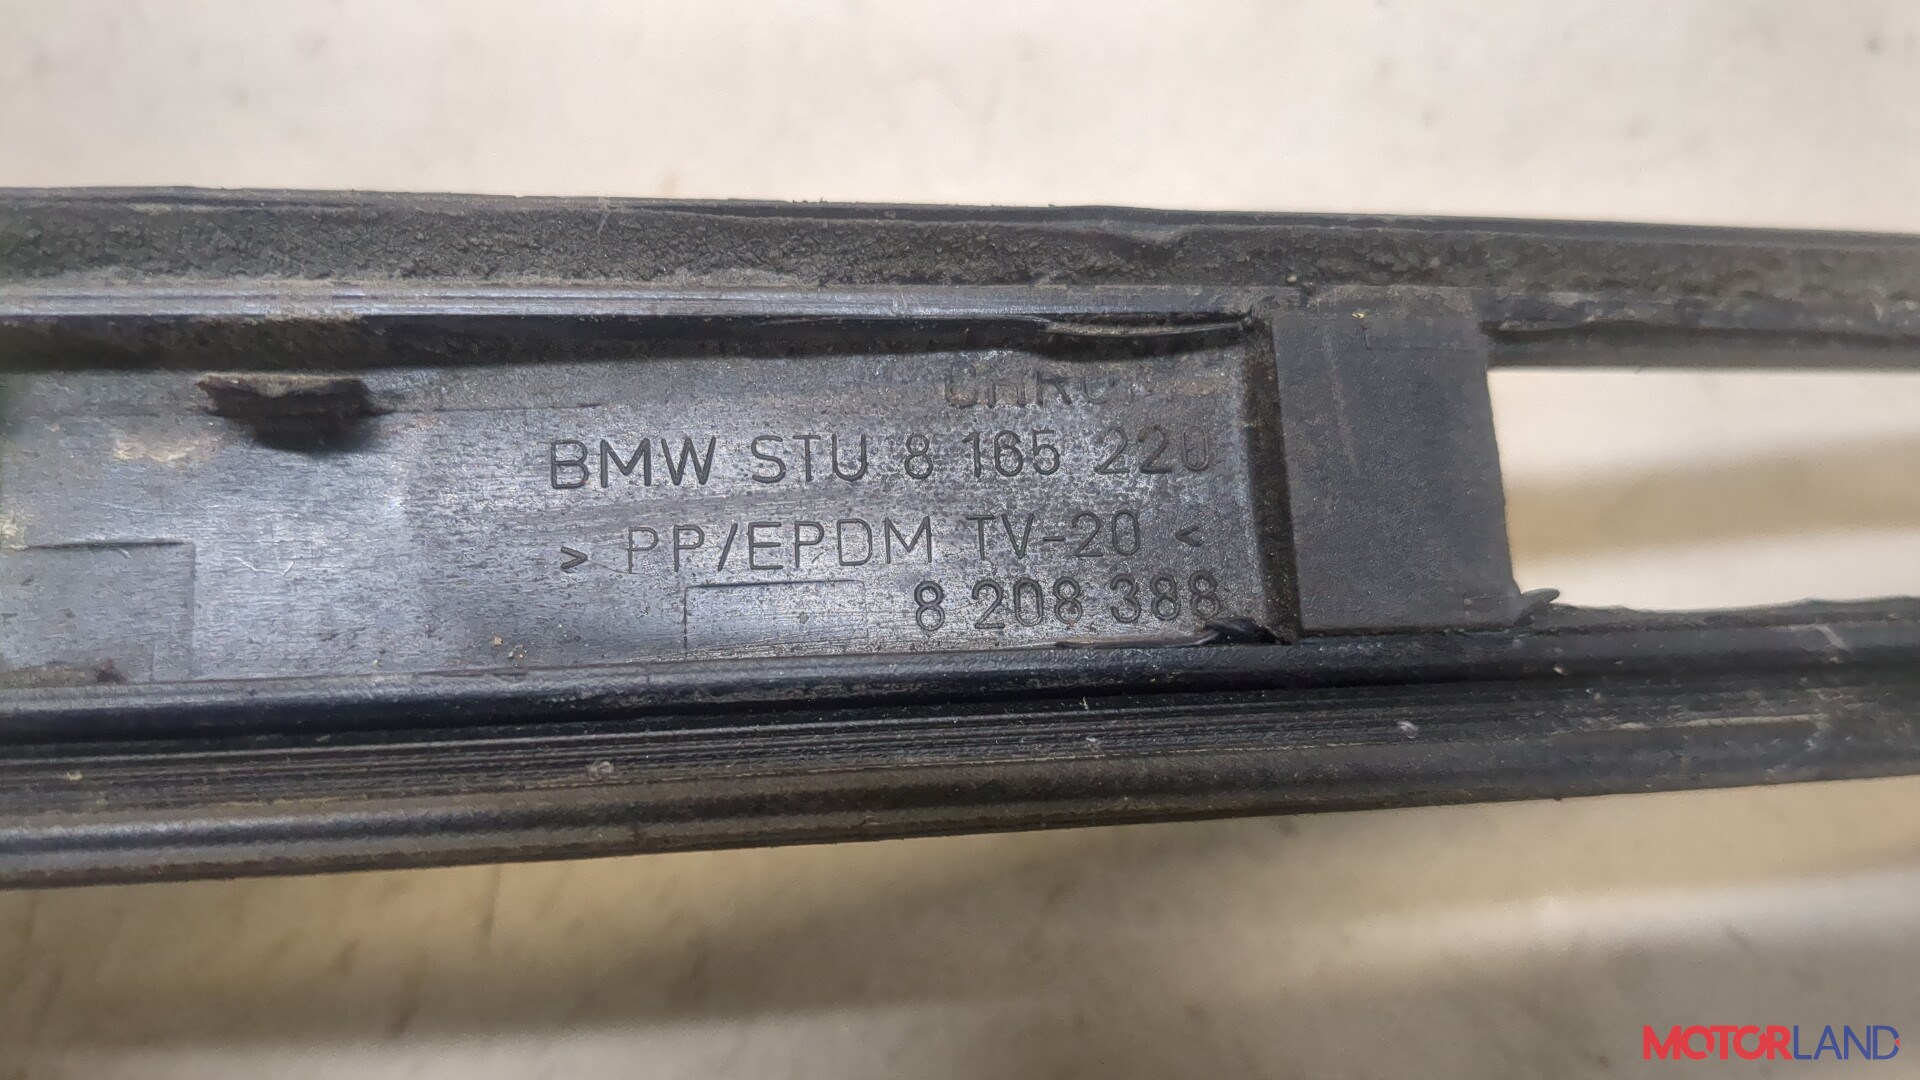 BMW STU 8 165 220
> PP/EPDM TV-20 <
8 208 388
MOTORLAND